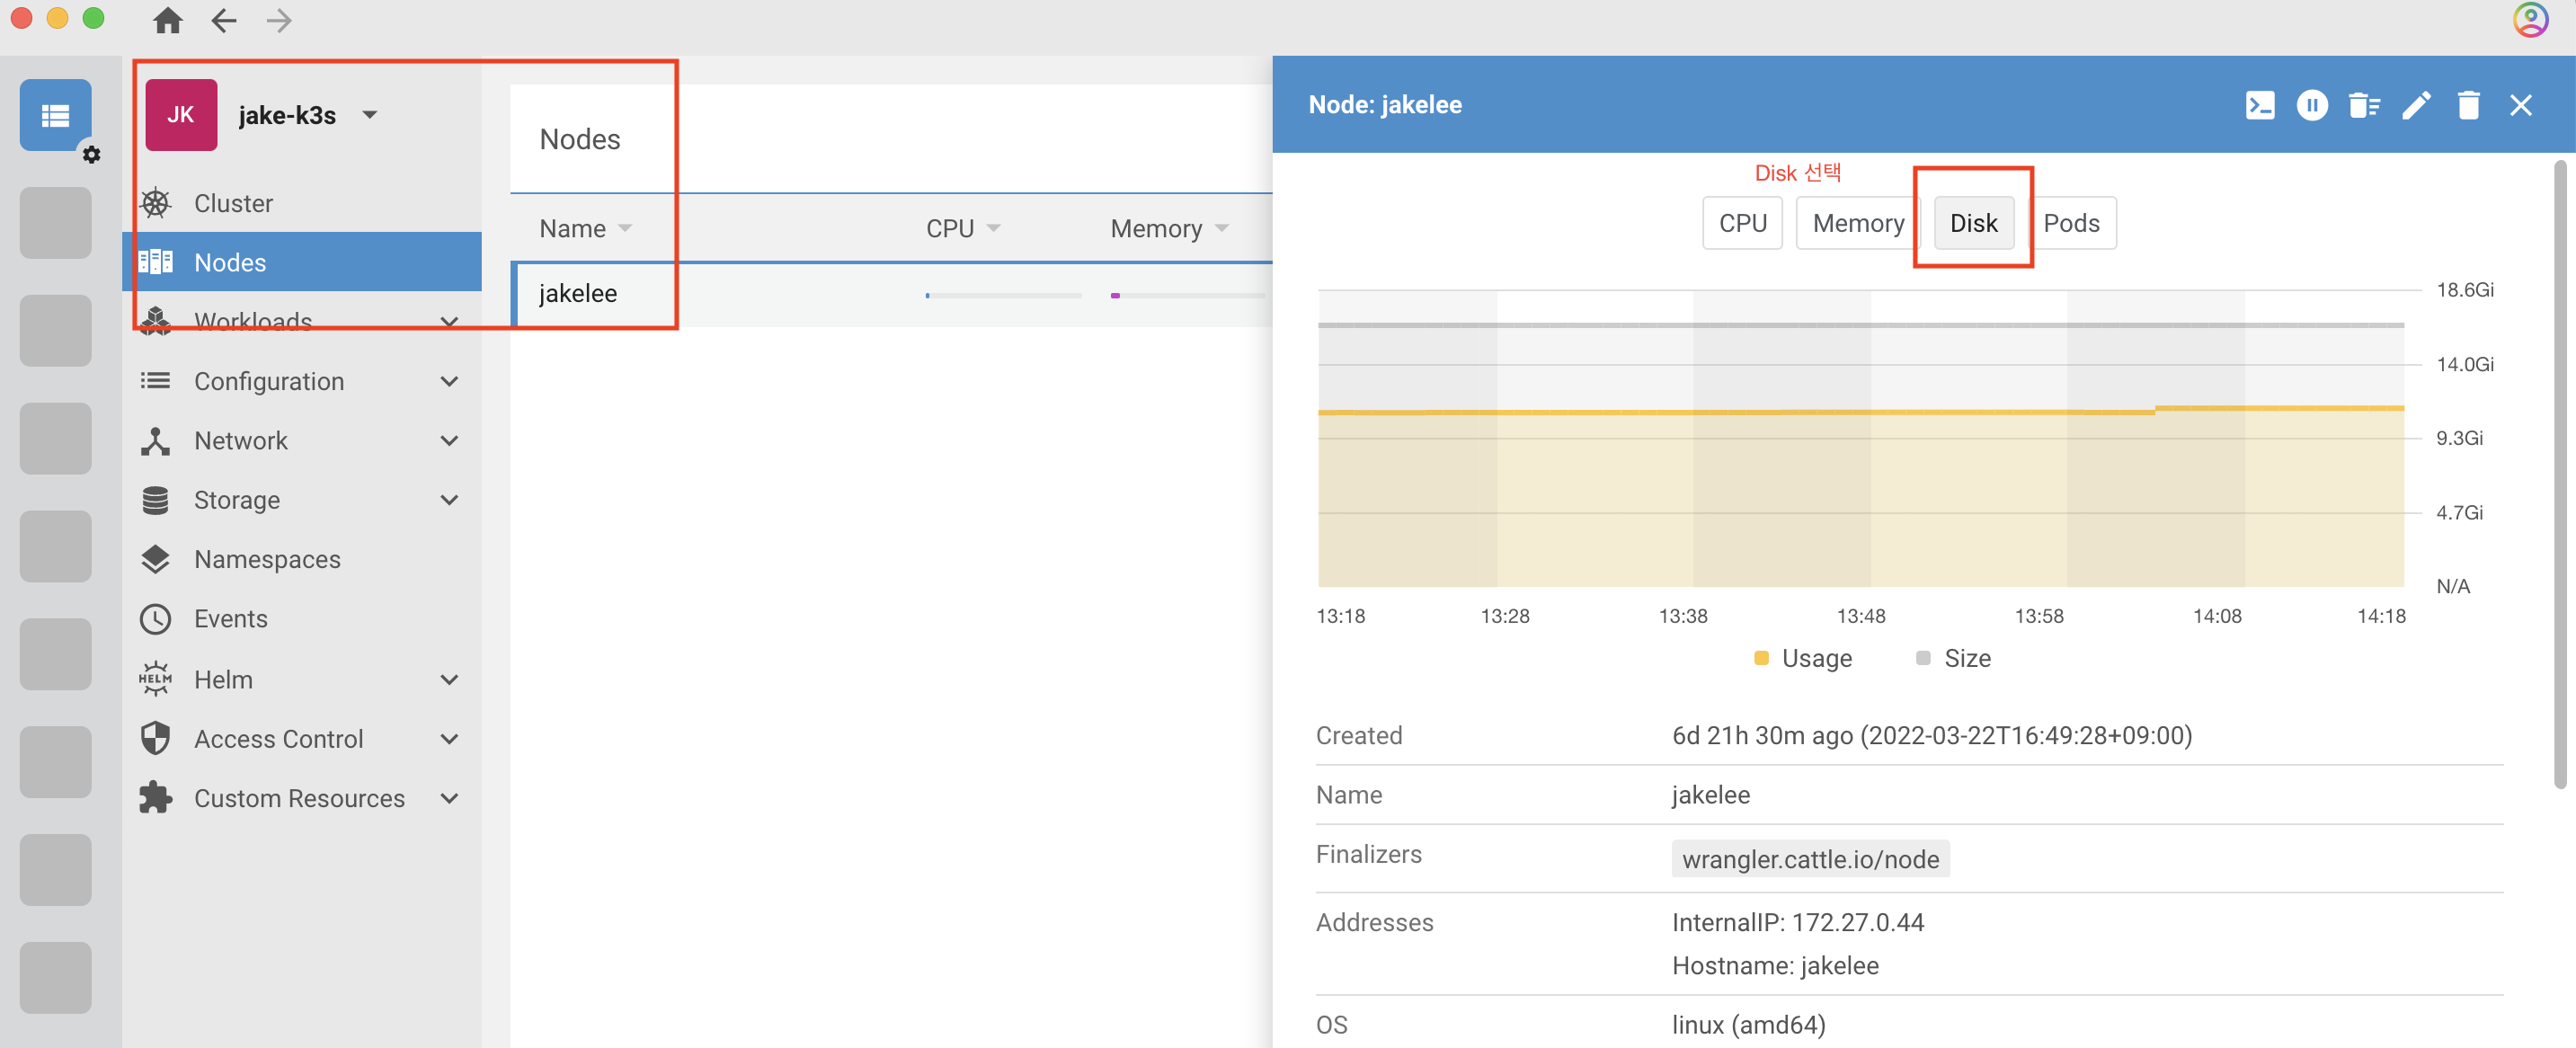 JK
jake-k3s
Cluster
Nodes
Workloads
Configuration
Network
Storage
Namespaces
Events
HELM
Helm
Access Control
Custom Resources
Nodes
Name
CPU
Memory
jakelee
Node: jakelee
Disk 선택
CPU
Memory
Disk
Pods
18.6Gi
14.0Gi
9.3Gi
4.7Gi
N/A
13:18
13:28
13:38
13:48
13:58
14:08
14:18
Usage
Size
Created
6d 21h 30m ago (2022-03-22T16:49:28+09:00)
Name
jakelee
Finalizers
wrangler.cattle.io/node
Addresses
InternalIP: 172.27.0.44
Hostname: jakelee
OS
linux (amd64)